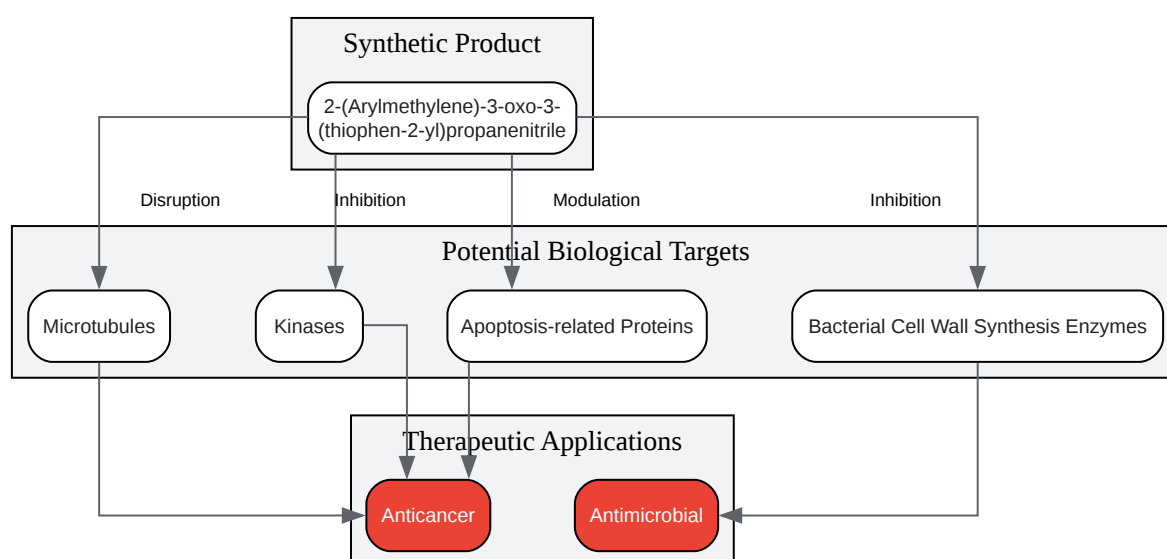 Synthetic Product
2-(Arylmethylene)-3-oxo-3-
(thiophen-2-yl)propanenitrile
Disruption
Inhibition
Modulation
Inhibition
Potential Biological Targets
Microtubules
Kinases
Apoptosis-related Proteins
Bacterial Cell Wall Synthesis Enzymes
Therapeutic Applications
Anticancer
Antimicrobial